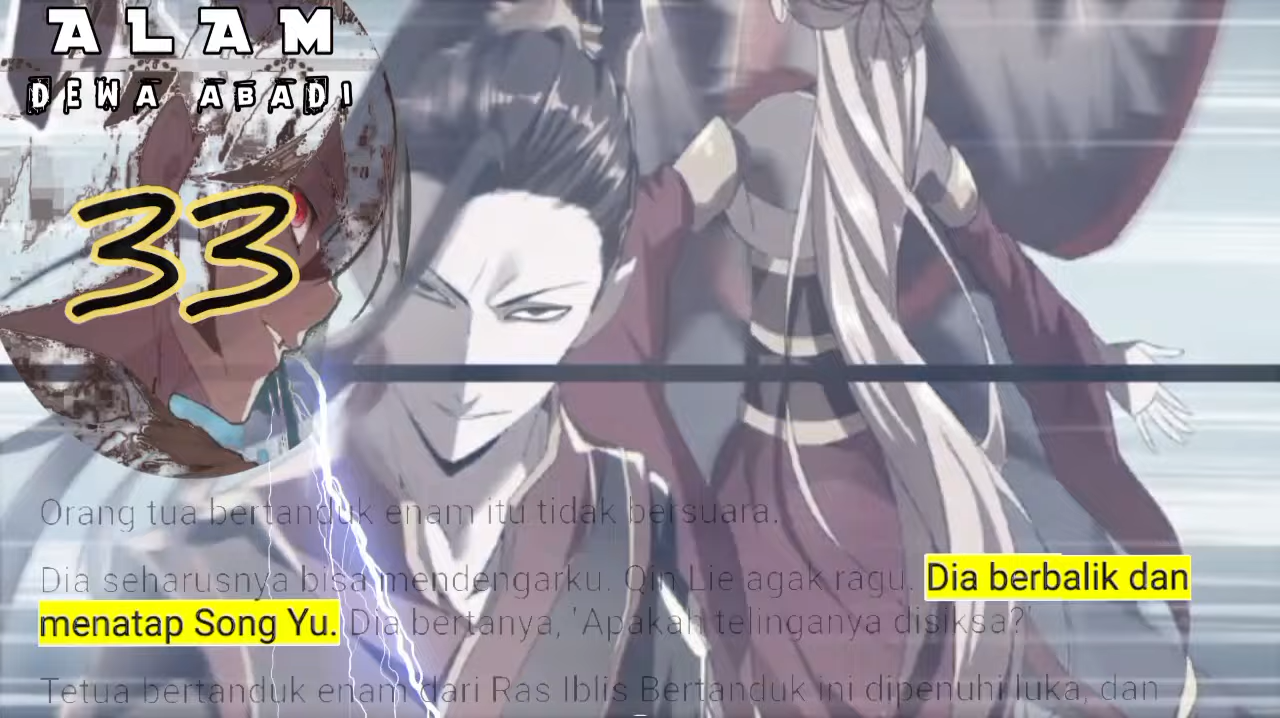 ALAM
DEWA ABADI
33
Orang tua bertanduk enam itu tidak bersuara.
Dia seharusnya bisa mendengarku. Qin Lie agak ragu. Dia berbalik dan
menatap Song Yu. Dia bertanya, 'Apakah telinganya disiksa?'
Tetua bertanduk enam dari Ras Iblis Bertanduk ini dipenuhi luka, dan